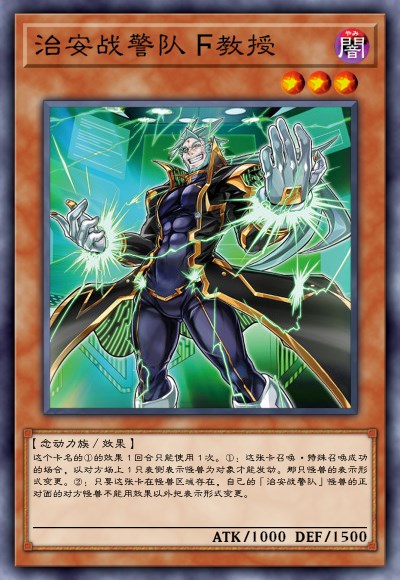 治安战警队 F教授
闇
やみ
【念动力族/效果】
这个卡名的①的效果1回合只能使用1次。①：这张卡召唤·特殊召唤成功
的场合，以对方场上1只表侧表示怪兽为对象才能发动。那只怪兽的表示形
式变更。②：只要这张卡在怪兽区域存在，自己的「治安战警队」怪兽的正
对面的对方怪兽不能用效果以外把表示形式变更。
ATK/1000 DEF/1500